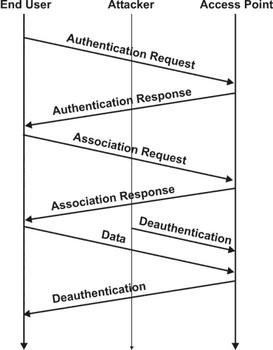 End User Attacker Access Point
Authentication Request
Authentication Response
Association Request
Association Response
Deauthentication
Data
Deauthentication